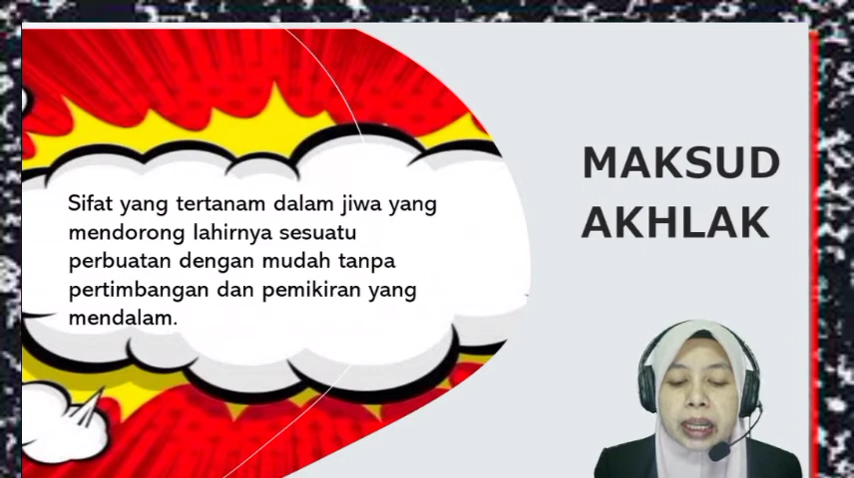 MAKSUD
AKHLAK
Sifat yang tertanam dalam jiwa yang
mendorong lahirnya sesuatu
perbuatan dengan mudah tanpa
pertimbangan dan pemikiran yang
mendalam.